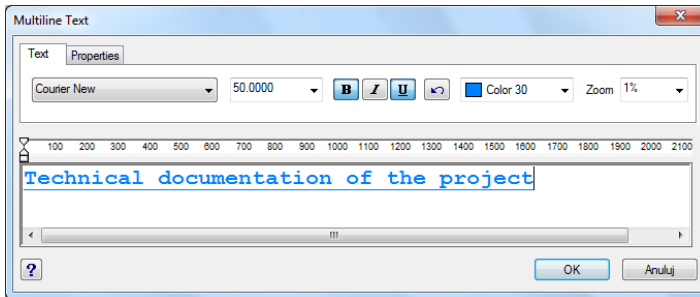 Multiline Text
x
Text Properties
Courier New 50.0000 B I U Color 30 Zoom 1%
100 200 300 400 500 600 700 800 900 1000 1100 1200 1300 1400 1500 1600 1700 1800 1900 2000 2100
Technical documentation of the project
? OK Anuluj